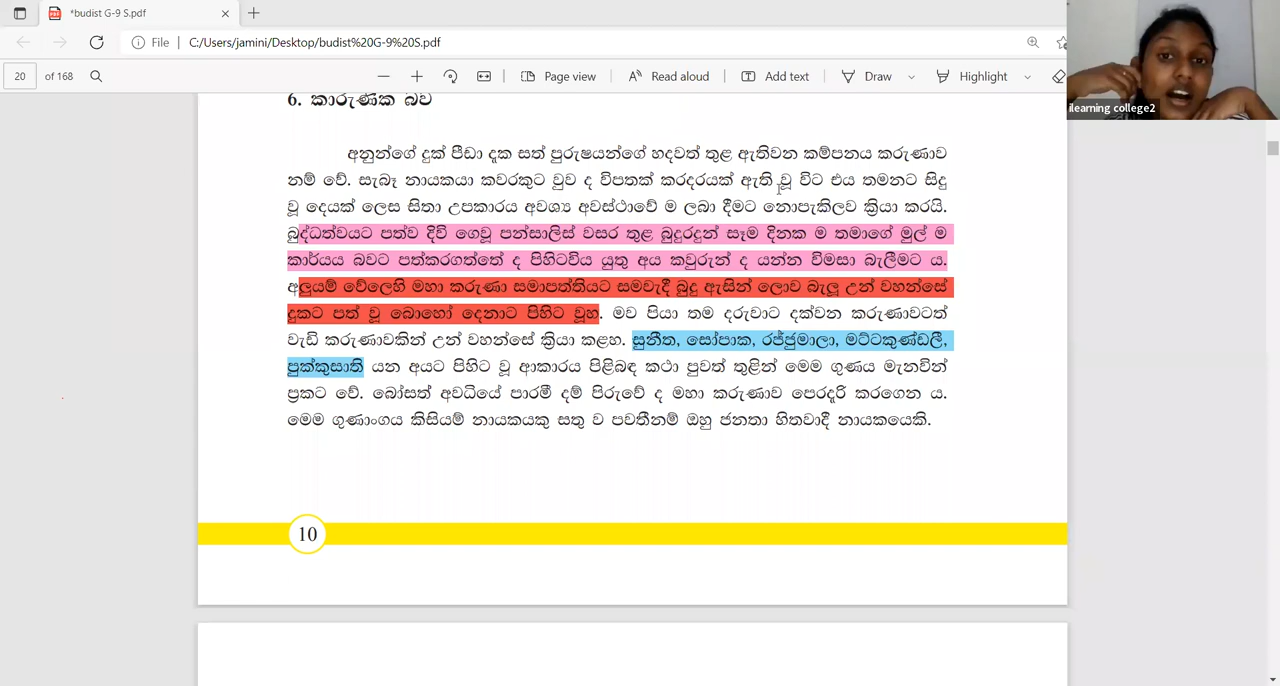 *budist G-9 S.pdf
File
C:/Users/jamini/Desktop/budist%20G-9%20S.pdf
20 of 168
Page view
Read aloud
Add text
Draw
Highlight
ilearning college2
6. කාරුණික බව
අනුන්ගේ දුක් පීඩා දැක සත් පුරුෂයන්ගේ හදවත් තුළ ඇතිවන කම්පනය කරුණාව
නම් වේ. සැබෑ නායකයා කවරකුට වුව ද විපතක් කරදරයක් ඇති වූ විට එය තමනට සිදු
වූ දෙයක් ලෙස සිතා උපකාරය අවශ්‍ය අවස්ථාවේ ම ලබා දීමට නොපැකිලව ක්‍රියා කරයි.
බුද්ධත්වයට පත්ව දිවි ගෙවූ පන්සාලිස් වසර තුළ බුදුරදුන් සෑම දිනක ම තමාගේ මුල් ම
කාර්යය බවට පත්කරගත්තේ ද පිහිටවිය යුතු අය කවුරුන් ද යන්න විමසා බැලීමට ය.
අලුයම් වේලෙහි මහා කරුණා සමාපත්තියට සමවැදී බුදු ඇසින් ලොව බැලූ උන් වහන්සේ
දුකට පත් වූ බොහෝ දෙනාට පිහිට වූහ. මව පියා තම දරුවාට දක්වන කරුණාවටත්
වැඩි කරුණාවකින් උන් වහන්සේ ක්‍රියා කළහ. සුනීත, සෝපාක, රජ්ජුමාලා, මට්ටකුණ්ඩලී,
පුක්කුසාති යන අයට පිහිට වූ ආකාරය පිළිබඳ කථා පුවත් තුළින් මෙම ගුණය මැනවින්
ප්‍රකට වේ. බෝසත් අවධියේ පාරමී දම් පිරුවේ ද මහා කරුණාව පෙරදැරි කරගෙන ය.
මෙම ගුණාංගය කිසියම් නායකයකු සතු ව පවතීනම් ඔහු ජනතා හිතවාදී නායකයෙකි.
10